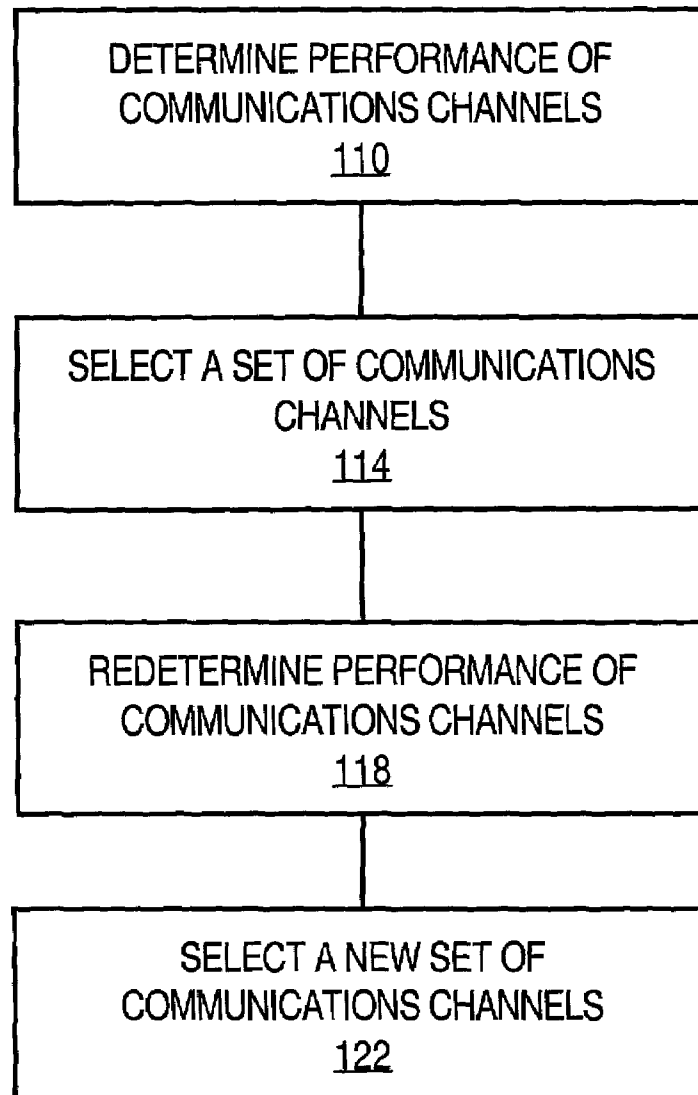 DETERMINE PERFORMANCE OF
COMMUNICATIONS CHANNELS
110
SELECT A SET OF COMMUNICATIONS
CHANNELS
114
REDETERMINE PERFORMANCE OF
COMMUNICATIONS CHANNELS
118
SELECT A NEW SET OF
COMMUNICATIONS CHANNELS
122